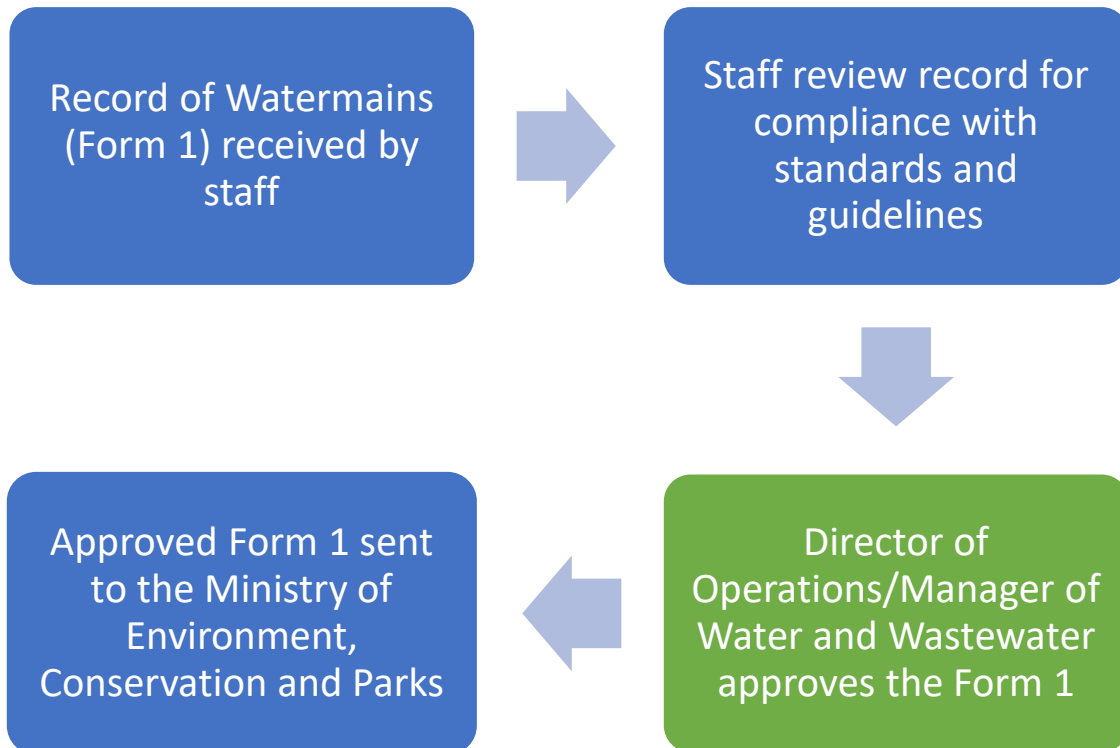 Record of Watermains
(Form 1) received by
staff
Staff review record for
compliance with
standards and
guidelines
Director of
Operations/Manager of
Water and Wastewater
approves the Form 1
Approved Form 1 sent
to the Ministry of
Environment,
Conservation and Parks